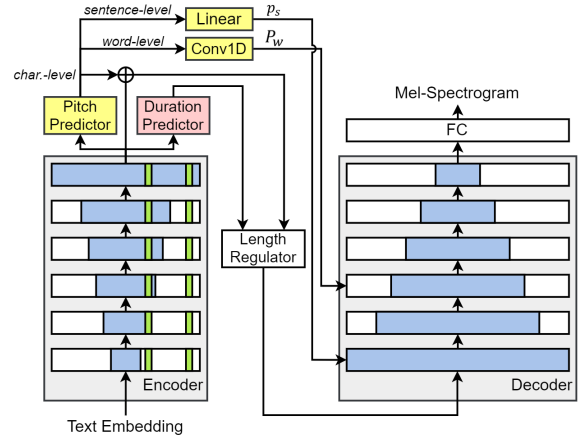 sentence-level
Linear
p_s
word-level
Conv1D
P_w
char.-level
Pitch
Predictor
Duration
Predictor
Mel-Spectrogram
FC
Length
Regulator
Encoder
Decoder
Text Embedding